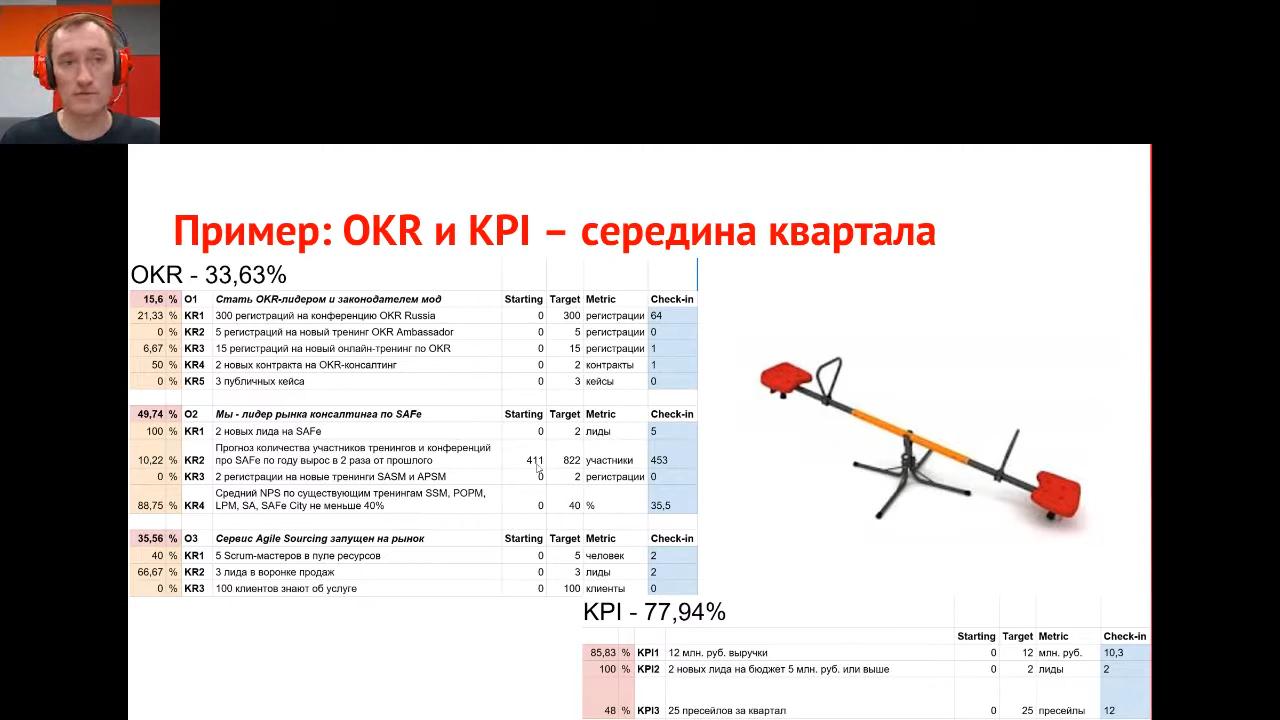 Пример: OKR и KPI – середина квартала
OKR - 33,63%
15,6 % O1 Стать OKR-лидером и законодателем мод Starting Target Metric Check-in
21,33 % KR1 300 регистраций на конференцию OKR Russia 0 300 регистрации 64
0 % KR2 5 регистраций на новый тренинг OKR Ambassador 0 5 регистрации 0
6,67 % KR3 15 регистраций на новый онлайн-тренинг по OKR 0 15 регистрации 1
50 % KR4 2 новых контракта на OKR-консалтинг 0 2 контракты 1
0 % KR5 3 публичных кейса 0 3 кейсы 0
49,74 % O2 Мы - лидер рынка консалтинга по SAFe Starting Target Metric Check-in
100 % KR1 2 новых лида на SAFe 0 2 лиды 5
Прогноз количества участников тренингов и конференций
10,22 % KR2 про SAFe по году вырос в 2 раза от прошлого 411 822 участники 453
0 % KR3 2 регистрации на новые тренинги SASM и APSM 0 2 регистрации 0
Средний NPS по существующим тренингам SSM, POPM,
88,75 % KR4 LPM, SA, SAFe City не меньше 40% 0 40 % 35,5
35,56 % O3 Сервис Agile Sourcing запущен на рынок Starting Target Metric Check-in
40 % KR1 5 Scrum-мастеров в пуле ресурсов 0 5 человек 2
66,67 % KR2 3 лида в воронке продаж 0 3 лиды 2
0 % KR3 100 клиентов знают об услуге 0 100 клиенты 0
KPI - 77,94%
Starting Target Metric Check-in
85,83 % KPI1 12 млн. руб. выручки 0 12 млн. руб. 10,3
100 % KPI2 2 новых лида на бюджет 5 млн. руб. или выше 0 2 лиды 2
48 % KPI3 25 пресейлов за квартал 0 25 пресейлы 12